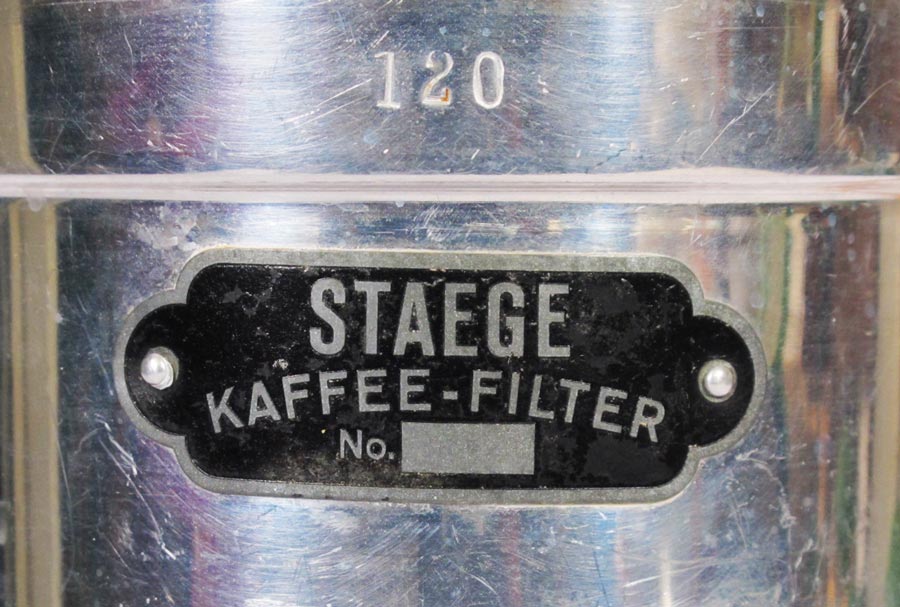 120
STAEGE
KAFFEE-FILTER
No.